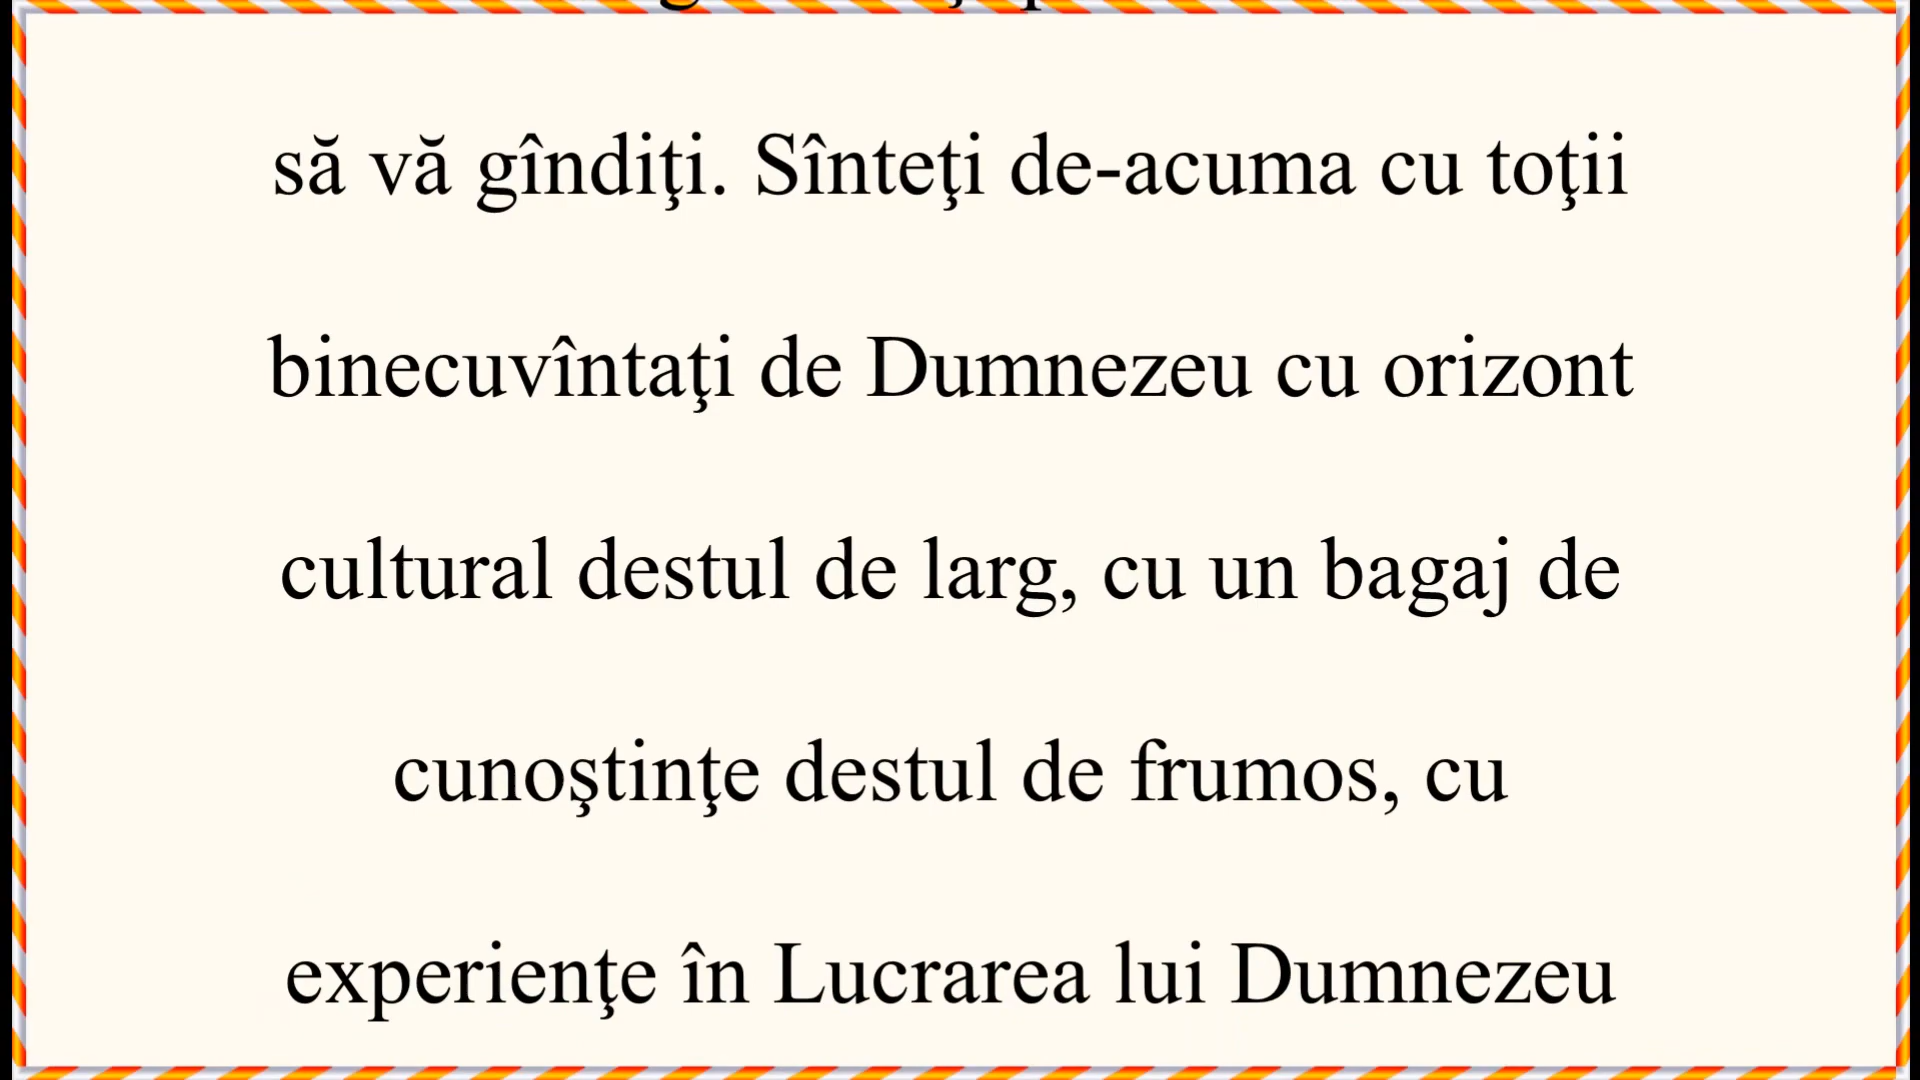 să vă gîndiţi. Sînteţi de-acuma cu toţii
binecuvîntaţi de Dumnezeu cu orizont
cultural destul de larg, cu un bagaj de
cunoştinţe destul de frumos, cu
experienţe în Lucrarea lui Dumnezeu